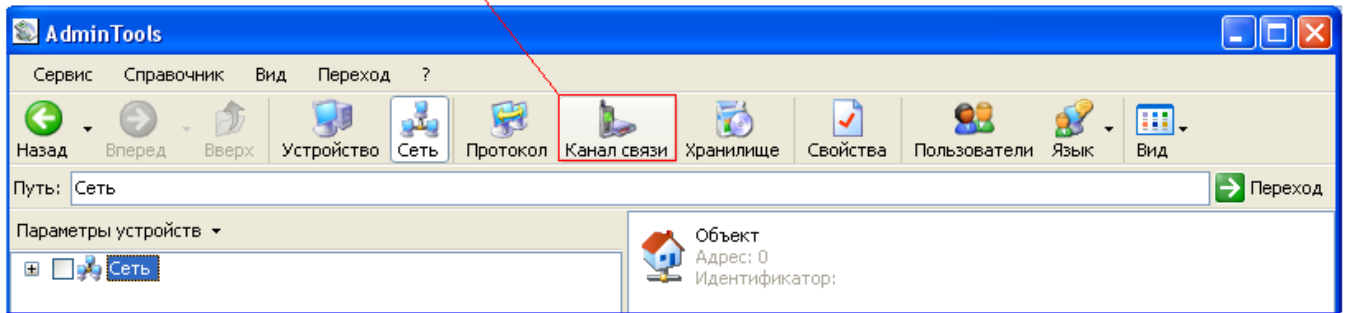 AdminTools
Сервис Справочник Вид Переход ?
Назад Вперед Вверх Устройство Сеть Протокол Канал связи Хранилище Свойства Пользователи Язык Вид
Путь: Сеть Переход
Параметры устройств
Сеть
Объект
Адрес: 0
Идентификатор: